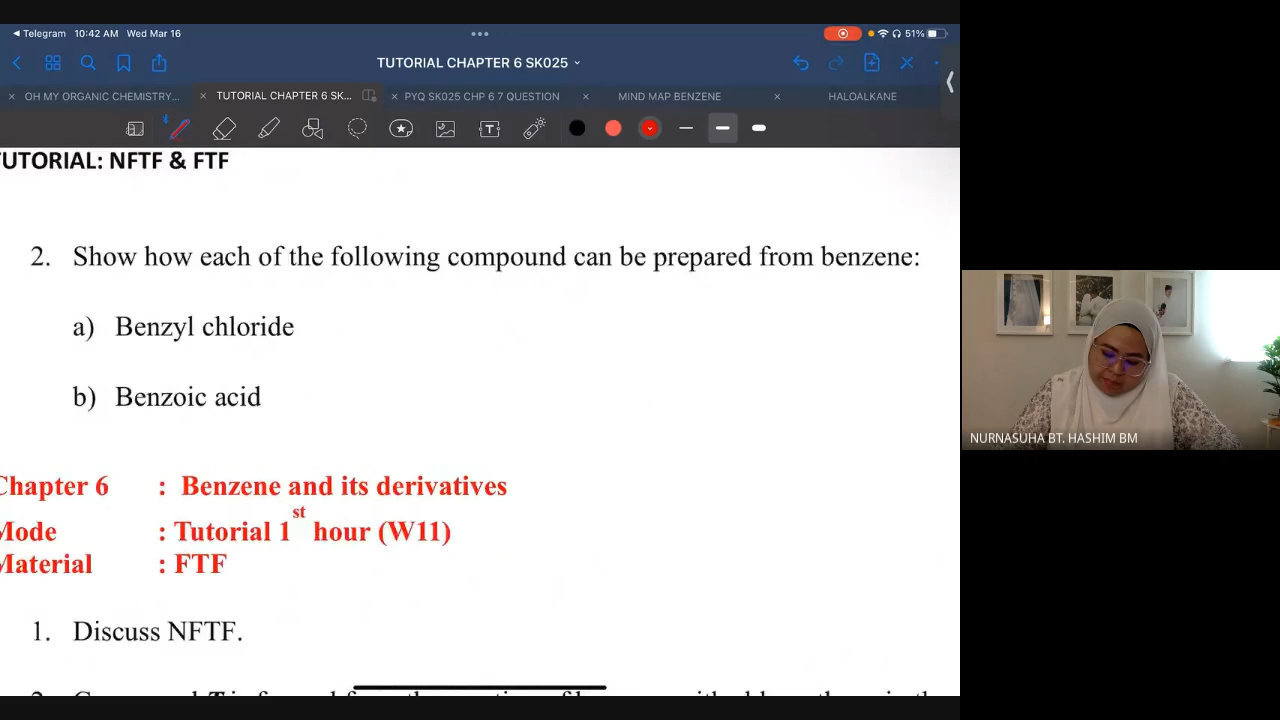 Telegram 10:42 AM Wed Mar 16 51%
TUTORIAL CHAPTER 6 SK025
OH MY ORGANIC CHEMISTRY... TUTORIAL CHAPTER 6 SK... PYQ SK025 CHP 6 7 QUESTION MIND MAP BENZENE HALOALKANE
TUTORIAL: NFTF & FTF
2. Show how each of the following compound can be prepared from benzene:
a) Benzyl chloride
b) Benzoic acid
Chapter 6 : Benzene and its derivatives
Mode : Tutorial 1st hour (W11)
Material : FTF
1. Discuss NFTF.
NURNASUHA BT. HASHIM BM